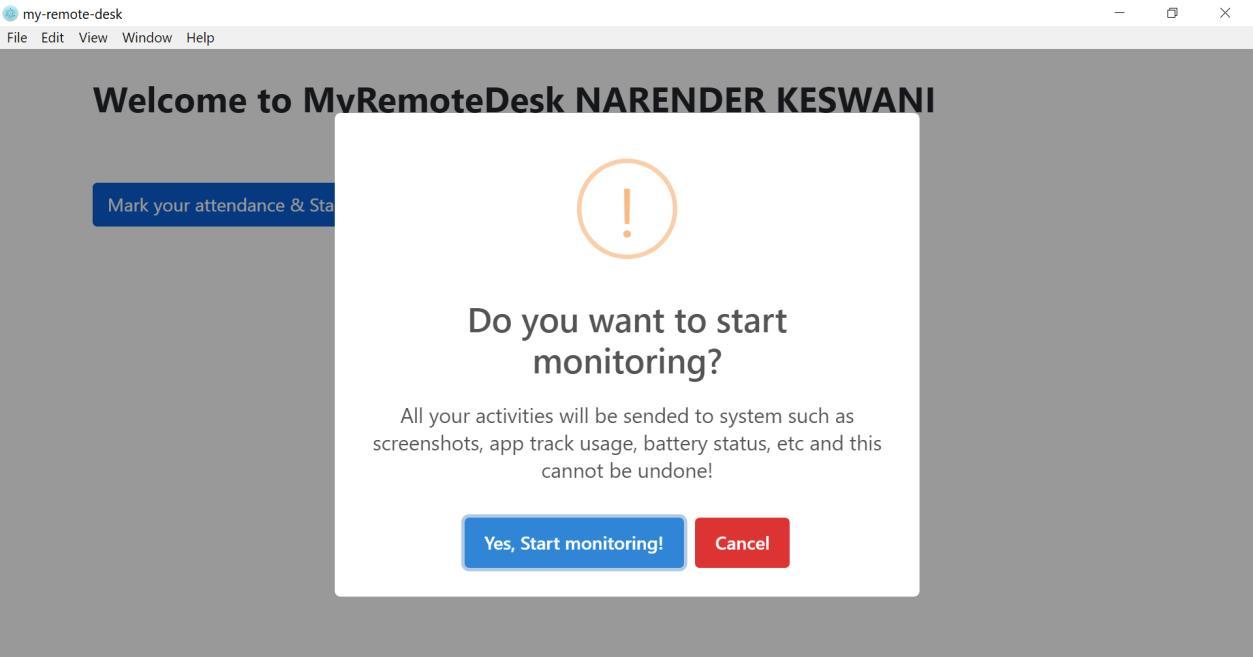 my-remote-desk
File Edit View Window Help
Welcome to MyRemoteDesk NARENDER KESWANI
Mark your attendance & Sta
!
Do you want to start
monitoring?
All your activities will be sended to system such as
screenshots, app track usage, battery status, etc and this
cannot be undone!
Yes, Start monitoring! Cancel